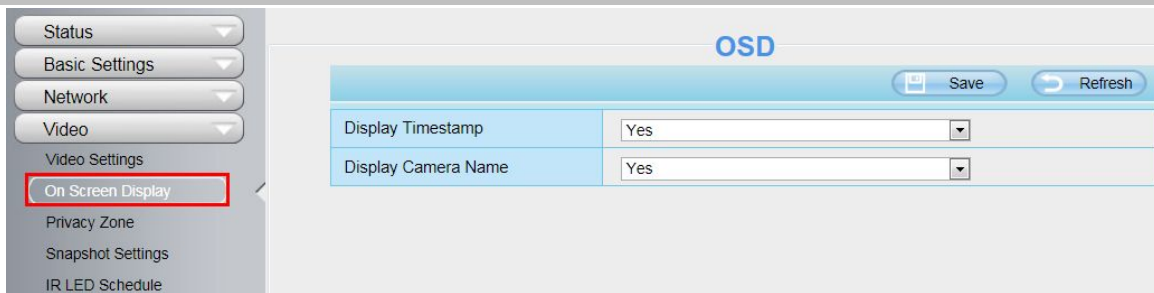 Status
Basic Settings
Network
Video
Video Settings
On Screen Display
Privacy Zone
Snapshot Settings
IR LED Schedule
OSD
Save Refresh
Display Timestamp Yes
Display Camera Name Yes